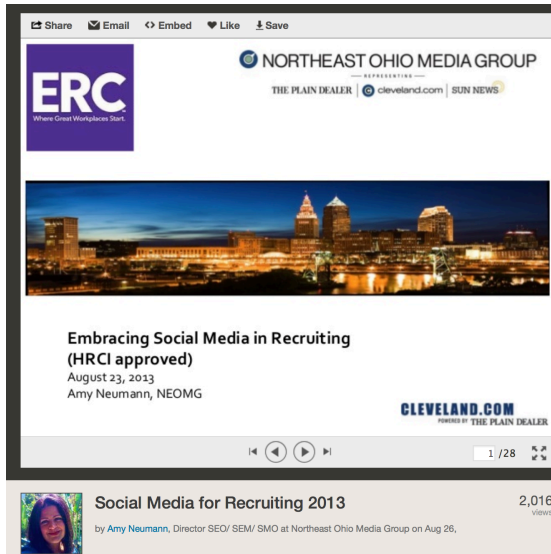 Share Email Embed Like Save
ERC
Where Great Workplaces Start.
NORTHEAST OHIO MEDIA GROUP
REPRESENTING
THE PLAIN DEALER | cleveland.com | SUN NEWS
Embracing Social Media in Recruiting
(HRCI approved)
August 23, 2013
Amy Neumann, NEOMG
CLEVELAND.COM
POWERED BY THE PLAIN DEALER
1 /28
Social Media for Recruiting 2013
2,016
views
by Amy Neumann, Director SEO/ SEM/ SMO at Northeast Ohio Media Group on Aug 26,